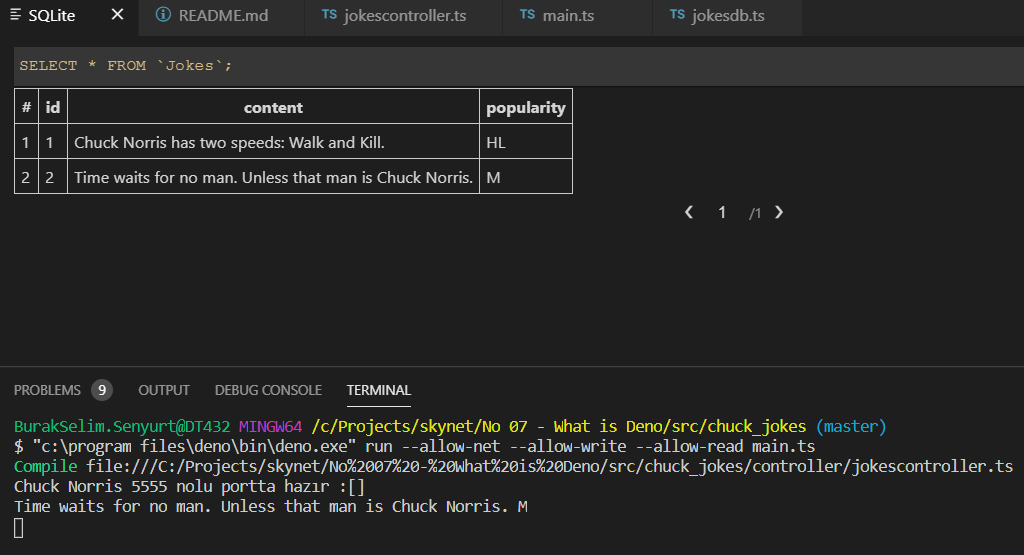 SQLite README.md TS jokescontroller.ts TS main.ts TS jokesdb.ts
SELECT * FROM `Jokes`;
# id content popularity
1 1 Chuck Norris has two speeds: Walk and Kill. HL
2 2 Time waits for no man. Unless that man is Chuck Norris. M
1 /1
PROBLEMS 9 OUTPUT DEBUG CONSOLE TERMINAL
BurakSelim.Senyurt@DT432 MINGW64 /c/Projects/skynet/No 07 - What is Deno/src/chuck_jokes (master)
$ "c:\program files\deno\bin\deno.exe" run --allow-net --allow-write --allow-read main.ts
Compile file:///C:/Projects/skynet/No%2007%20-%20What%20is%20Deno/src/chuck_jokes/controller/jokescontroller.ts
Chuck Norris 5555 nolu portta hazır :[]
Time waits for no man. Unless that man is Chuck Norris. M